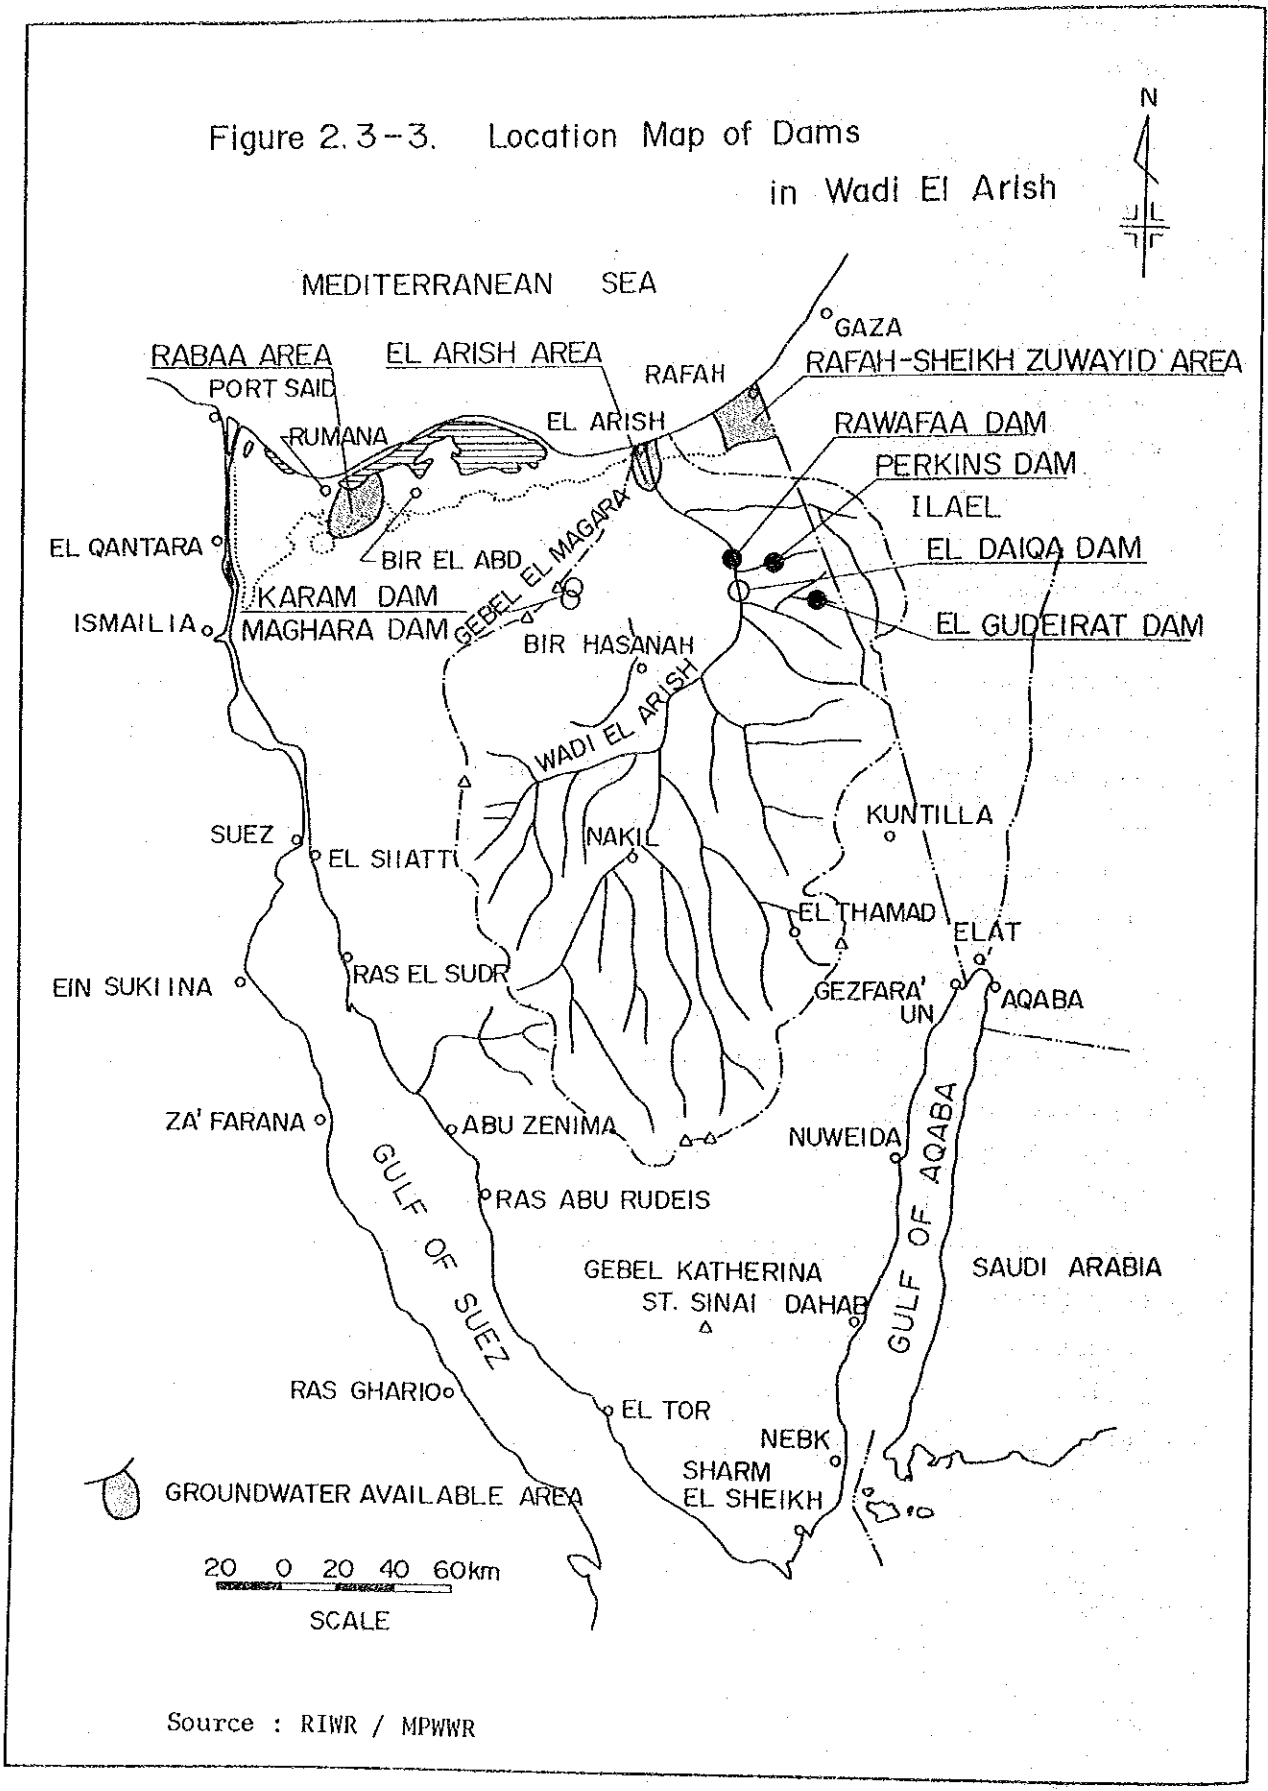 Figure 2.3-3. Location Map of Dams
in Wadi El Arish
N
MEDITERRANEAN SEA
GAZA
RABAA AREA
EL ARISH AREA
RAFAH
RAFAH-SHEIKH ZUWAYID AREA
PORT SAID
EL ARISH
RAWAFAA DAM
RUMANA
PERKINS DAM
ILAEL
EL QANTARA
BIR EL ABD
GEBEL EL MAGARA
EL DAIQA DAM
KARAM DAM
ISMAILIA
MAGHARA DAM
BIR HASANAH
EL GUDEIRAT DAM
WADI EL ARISH
SUEZ
EL SIIATT
NAKIL
KUNTILLA
EL THAMAD
ELAT
EIN SUKIINA
RAS EL SUDR
GEZFARA'
UN
AQABA
ZA' FARANA
ABU ZENIMA
NUWEIDA
GULF OF SUEZ
GULF OF AQABA
RAS ABU RUDEIS
GEBEL KATHERINA
SAUDI ARABIA
ST. SINAI
DAHAB
RAS GHARIO
EL TOR
NEBK
SHARM
EL SHEIKH
GROUNDWATER AVAILABLE AREA
20 0 20 40 60km
SCALE
Source : RIWR / MPWWR